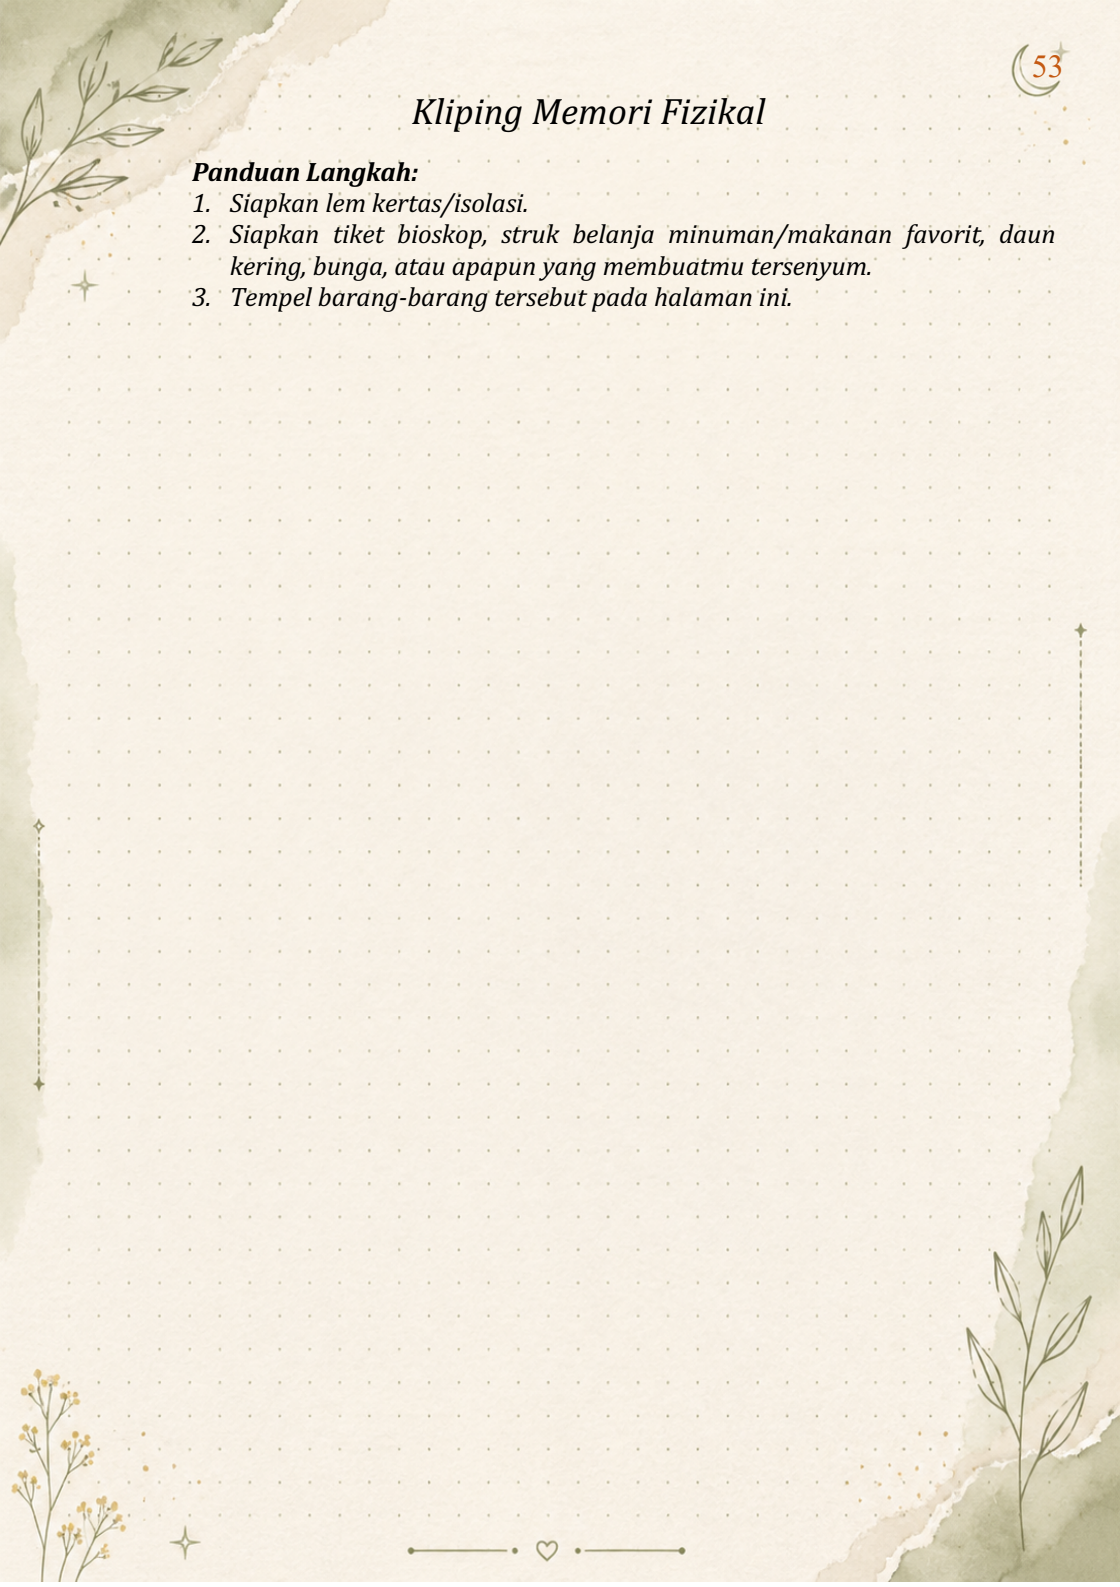 53
Kliping Memori Fizikal
Panduan Langkah:
1. Siapkan lem kertas/isolasi.
2. Siapkan tiket bioskop, struk belanja minuman/makanan favorit, daun
kering, bunga, atau apapun yang membuatmu tersenyum.
3. Tempel barang-barang tersebut pada halaman ini.